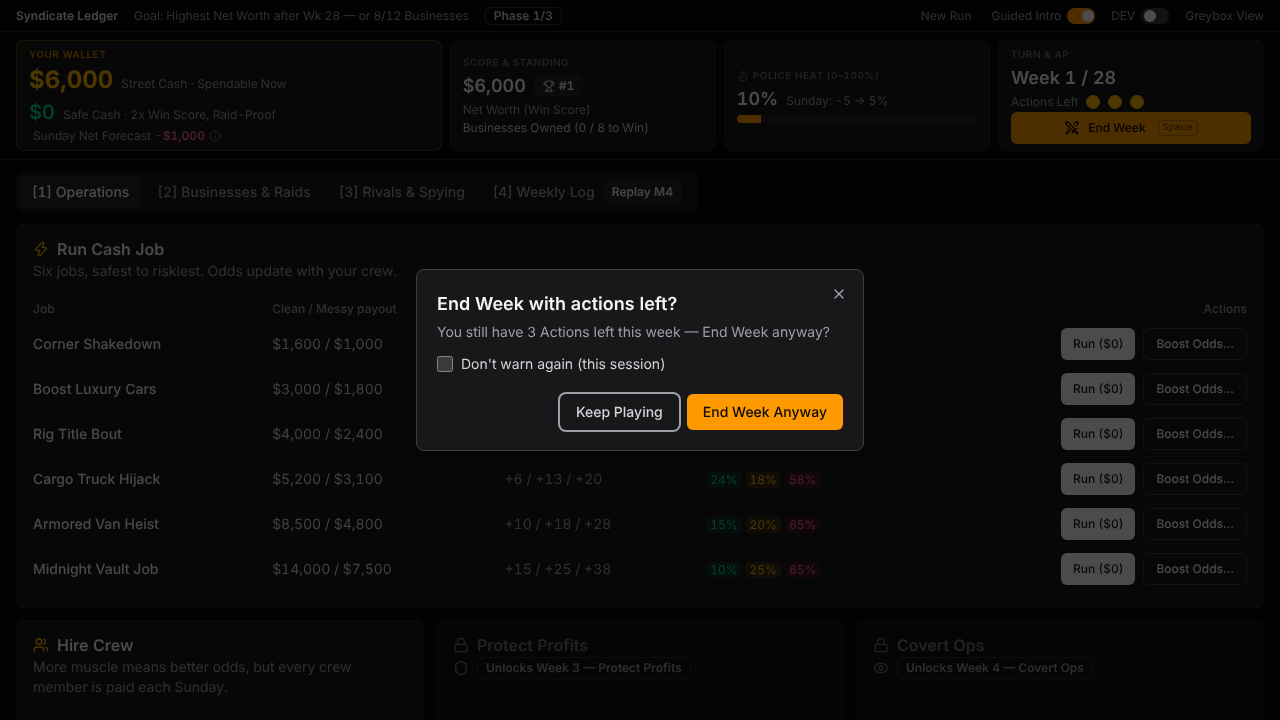 Syndicate Ledger Goal: Highest Net Worth after Wk 28 — or 8/12 Businesses Phase 1/3 New Run Guided Intro DEV Greybox View
YOUR WALLET
$6,000 Street Cash · Spendable Now
$0 Safe Cash · 2x Win Score, Raid-Proof
Sunday Net Forecast -$1,000
SCORE & STANDING
$6,000 #1
Net Worth (Win Score)
Businesses Owned (0 / 8 to Win)
POLICE HEAT (0–100%)
10% Sunday: -5 → 5%
TURN & AP
Week 1 / 28
Actions Left
End Week Space
[1] Operations [2] Businesses & Raids [3] Rivals & Spying [4] Weekly Log Replay M4
Run Cash Job
Six jobs, safest to riskiest. Odds update with your crew.
Job Clean / Messy payout Actions
Corner Shakedown $1,600 / $1,000 Run ($0) Boost Odds...
Boost Luxury Cars $3,000 / $1,800 Run ($0) Boost Odds...
Rig Title Bout $4,000 / $2,400 Run ($0) Boost Odds...
Cargo Truck Hijack $5,200 / $3,100 +6 / +13 / +20 24% 18% 58% Run ($0) Boost Odds...
Armored Van Heist $8,500 / $4,800 +10 / +18 / +28 15% 20% 65% Run ($0) Boost Odds...
Midnight Vault Job $14,000 / $7,500 +15 / +25 / +38 10% 25% 65% Run ($0) Boost Odds...
End Week with actions left?
You still have 3 Actions left this week — End Week anyway?
Don't warn again (this session)
Keep Playing End Week Anyway
Hire Crew
More muscle means better odds, but every crew
member is paid each Sunday.
Protect Profits
Unlocks Week 3 — Protect Profits
Covert Ops
Unlocks Week 4 — Covert Ops